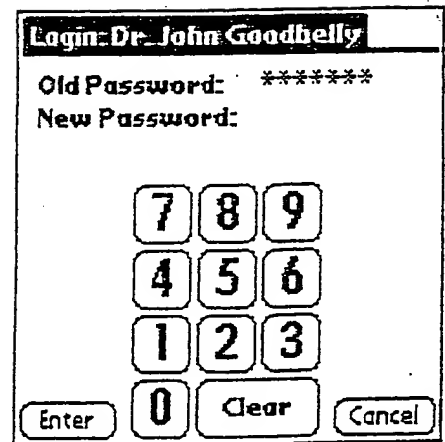 Login: Dr. John Goodbelly
Old Password: *******
New Password:
7 8 9
4 5 6
1 2 3
Enter 0 Clear Cancel